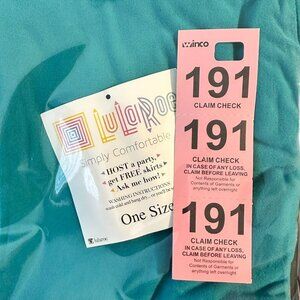 LuLaRoe
Simply Comfortable
HOST a party,
get FREE skirts
Ask me how!
WASHING INSTRUCTIONS
One Size
winco
191
CLAIM CHECK
191
CLAIM CHECK
IN CASE OF ANY LOSS,
CLAIM BEFORE LEAVING
Not Responsible for
Contents of Garments or
anything left overnight
191
CLAIM CHECK
IN CASE OF ANY LOSS,
CLAIM BEFORE LEAVING
Not Responsible for
Contents of Garments or
anything left overnight